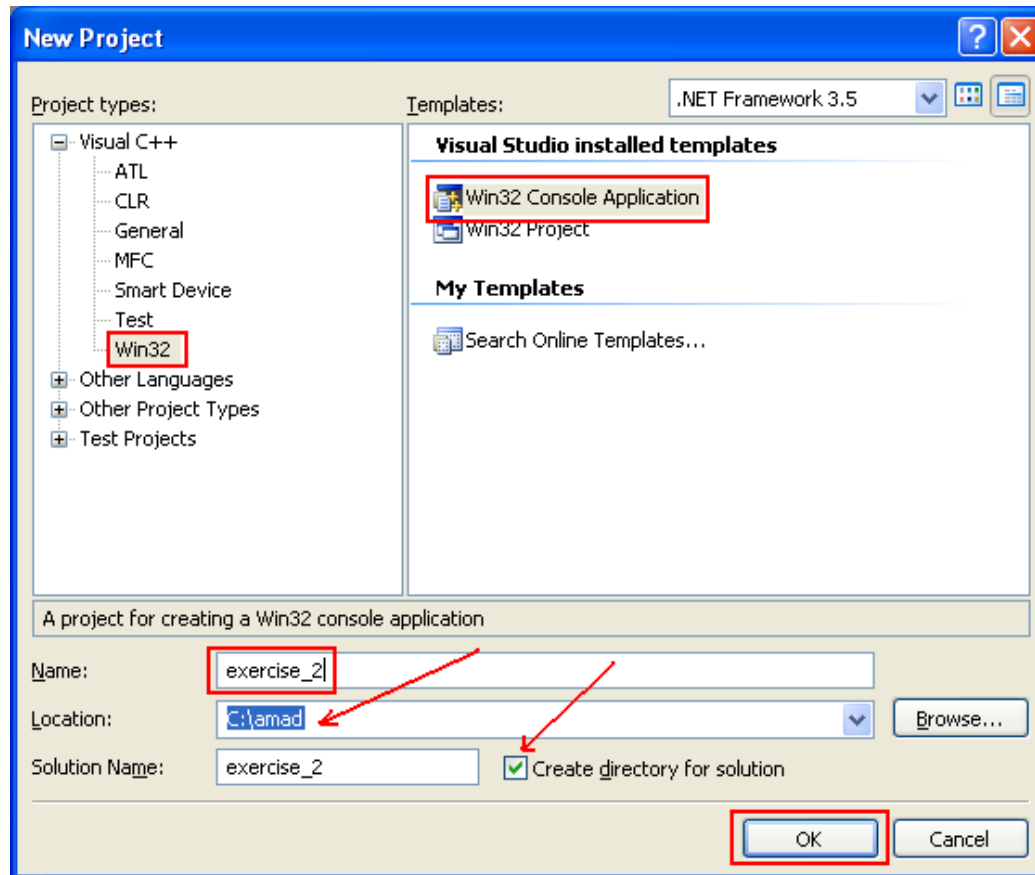 New Project
Project types:
Templates:
.NET Framework 3.5
Visual C++
ATL
CLR
General
MFC
Smart Device
Test
Win32
Other Languages
Other Project Types
Test Projects
Visual Studio installed templates
Win32 Console Application
Win32 Project
My Templates
Search Online Templates...
A project for creating a Win32 console application
Name:
exercise_2
Location:
C:\amad
Browse...
Solution Name:
exercise_2
Create directory for solution
OK
Cancel